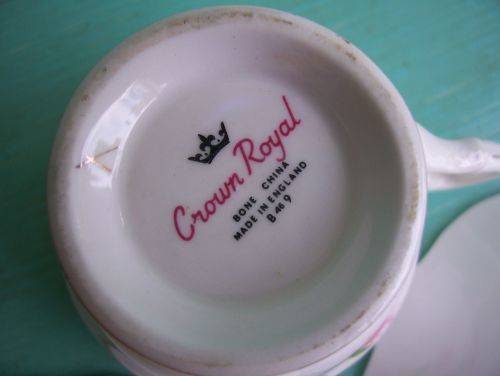 Crown Royal
BONE CHINA
MADE IN ENGLAND
B 469